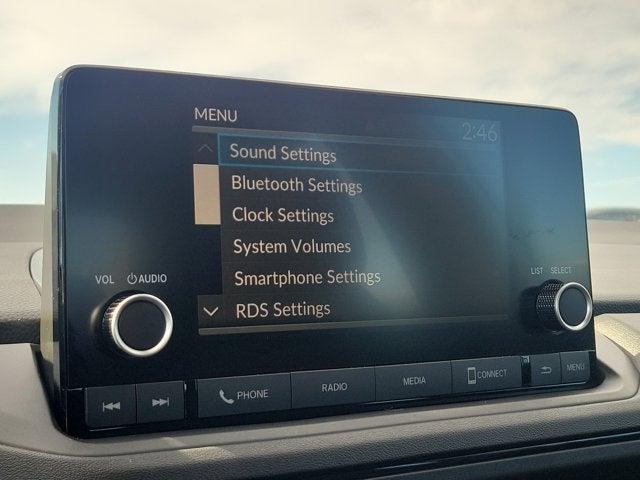 MENU
2:46
Sound Settings
Bluetooth Settings
Clock Settings
System Volumes
Smartphone Settings
RDS Settings
VOL AUDIO
LIST SELECT
PHONE
RADIO
MEDIA
CONNECT
MENU